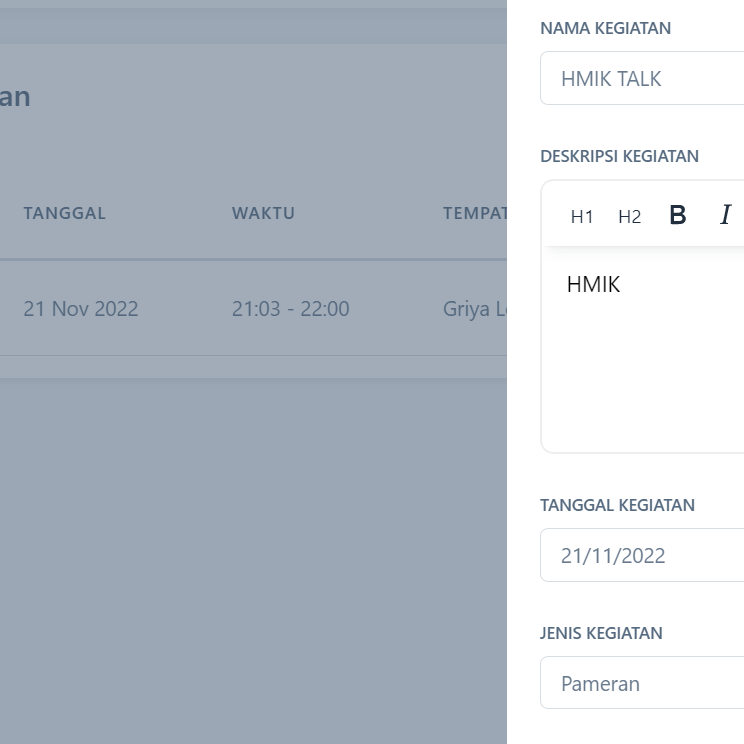 an
TANGGAL WAKTU TEMPAT
21 Nov 2022 21:03 - 22:00 Griya
NAMA KEGIATAN
HMIK TALK
DESKRIPSI KEGIATAN
H1 H2 B I
HMIK
TANGGAL KEGIATAN
21/11/2022
JENIS KEGIATAN
Pameran